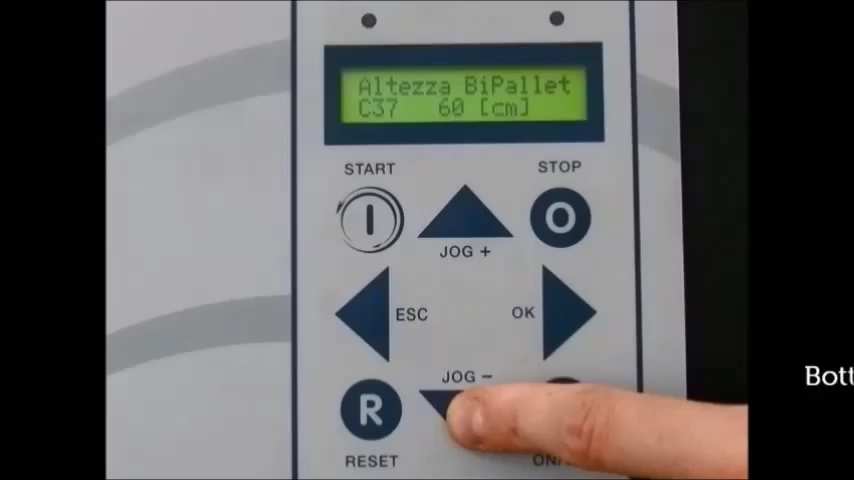 Altezza BiPallet
C37 60 [cm]
START
STOP
I
O
JOG +
ESC
OK
JOG -
R
RESET
Bott